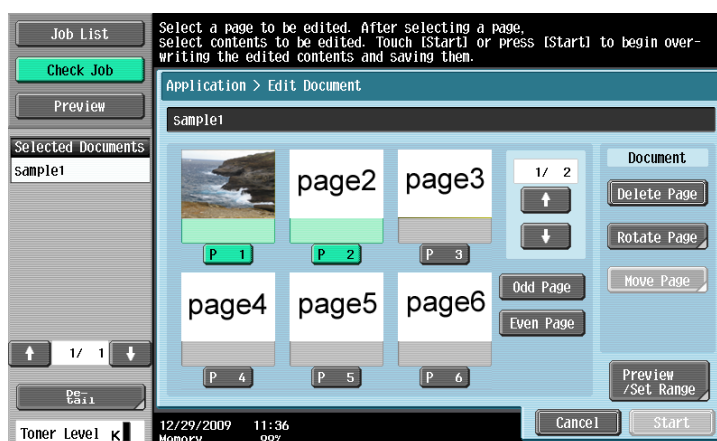 Job List
Check Job
Preview
Selected Documents
sample1
1/ 1
De-
tail
Toner Level K
Select a page to be edited. After selecting a page,
select contents to be edited. Touch [Start] or press [Start] to begin over-
writing the edited contents and saving them.
Application > Edit Document
sample1
page2
page3
P 1
P 2
P 3
page4
page5
page6
P 4
P 5
P 6
1/ 2
Odd Page
Even Page
Document
Delete Page
Rotate Page
Move Page
Preview
/Set Range
12/29/2009 11:36
Memory 99%
Cancel
Start